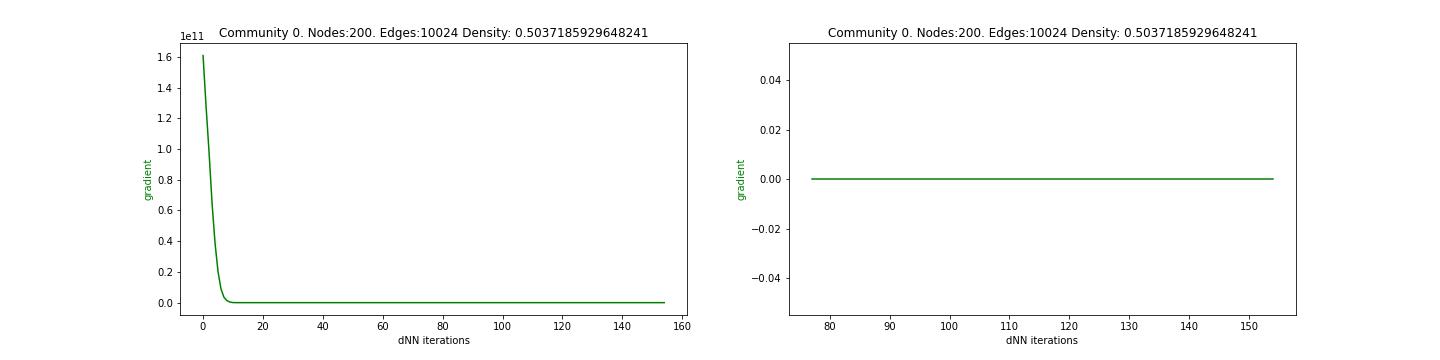 Community 0. Nodes:200. Edges:10024 Density: 0.5037185929648241
1e11
1.6
1.4
1.2
1.0
0.8
0.6
0.4
0.2
0.0
gradient
0 20 40 60 80 100 120 140 160
dNN iterations
Community 0. Nodes:200. Edges:10024 Density: 0.5037185929648241
0.04
0.02
0.00
−0.02
−0.04
gradient
80 90 100 110 120 130 140 150
dNN iterations